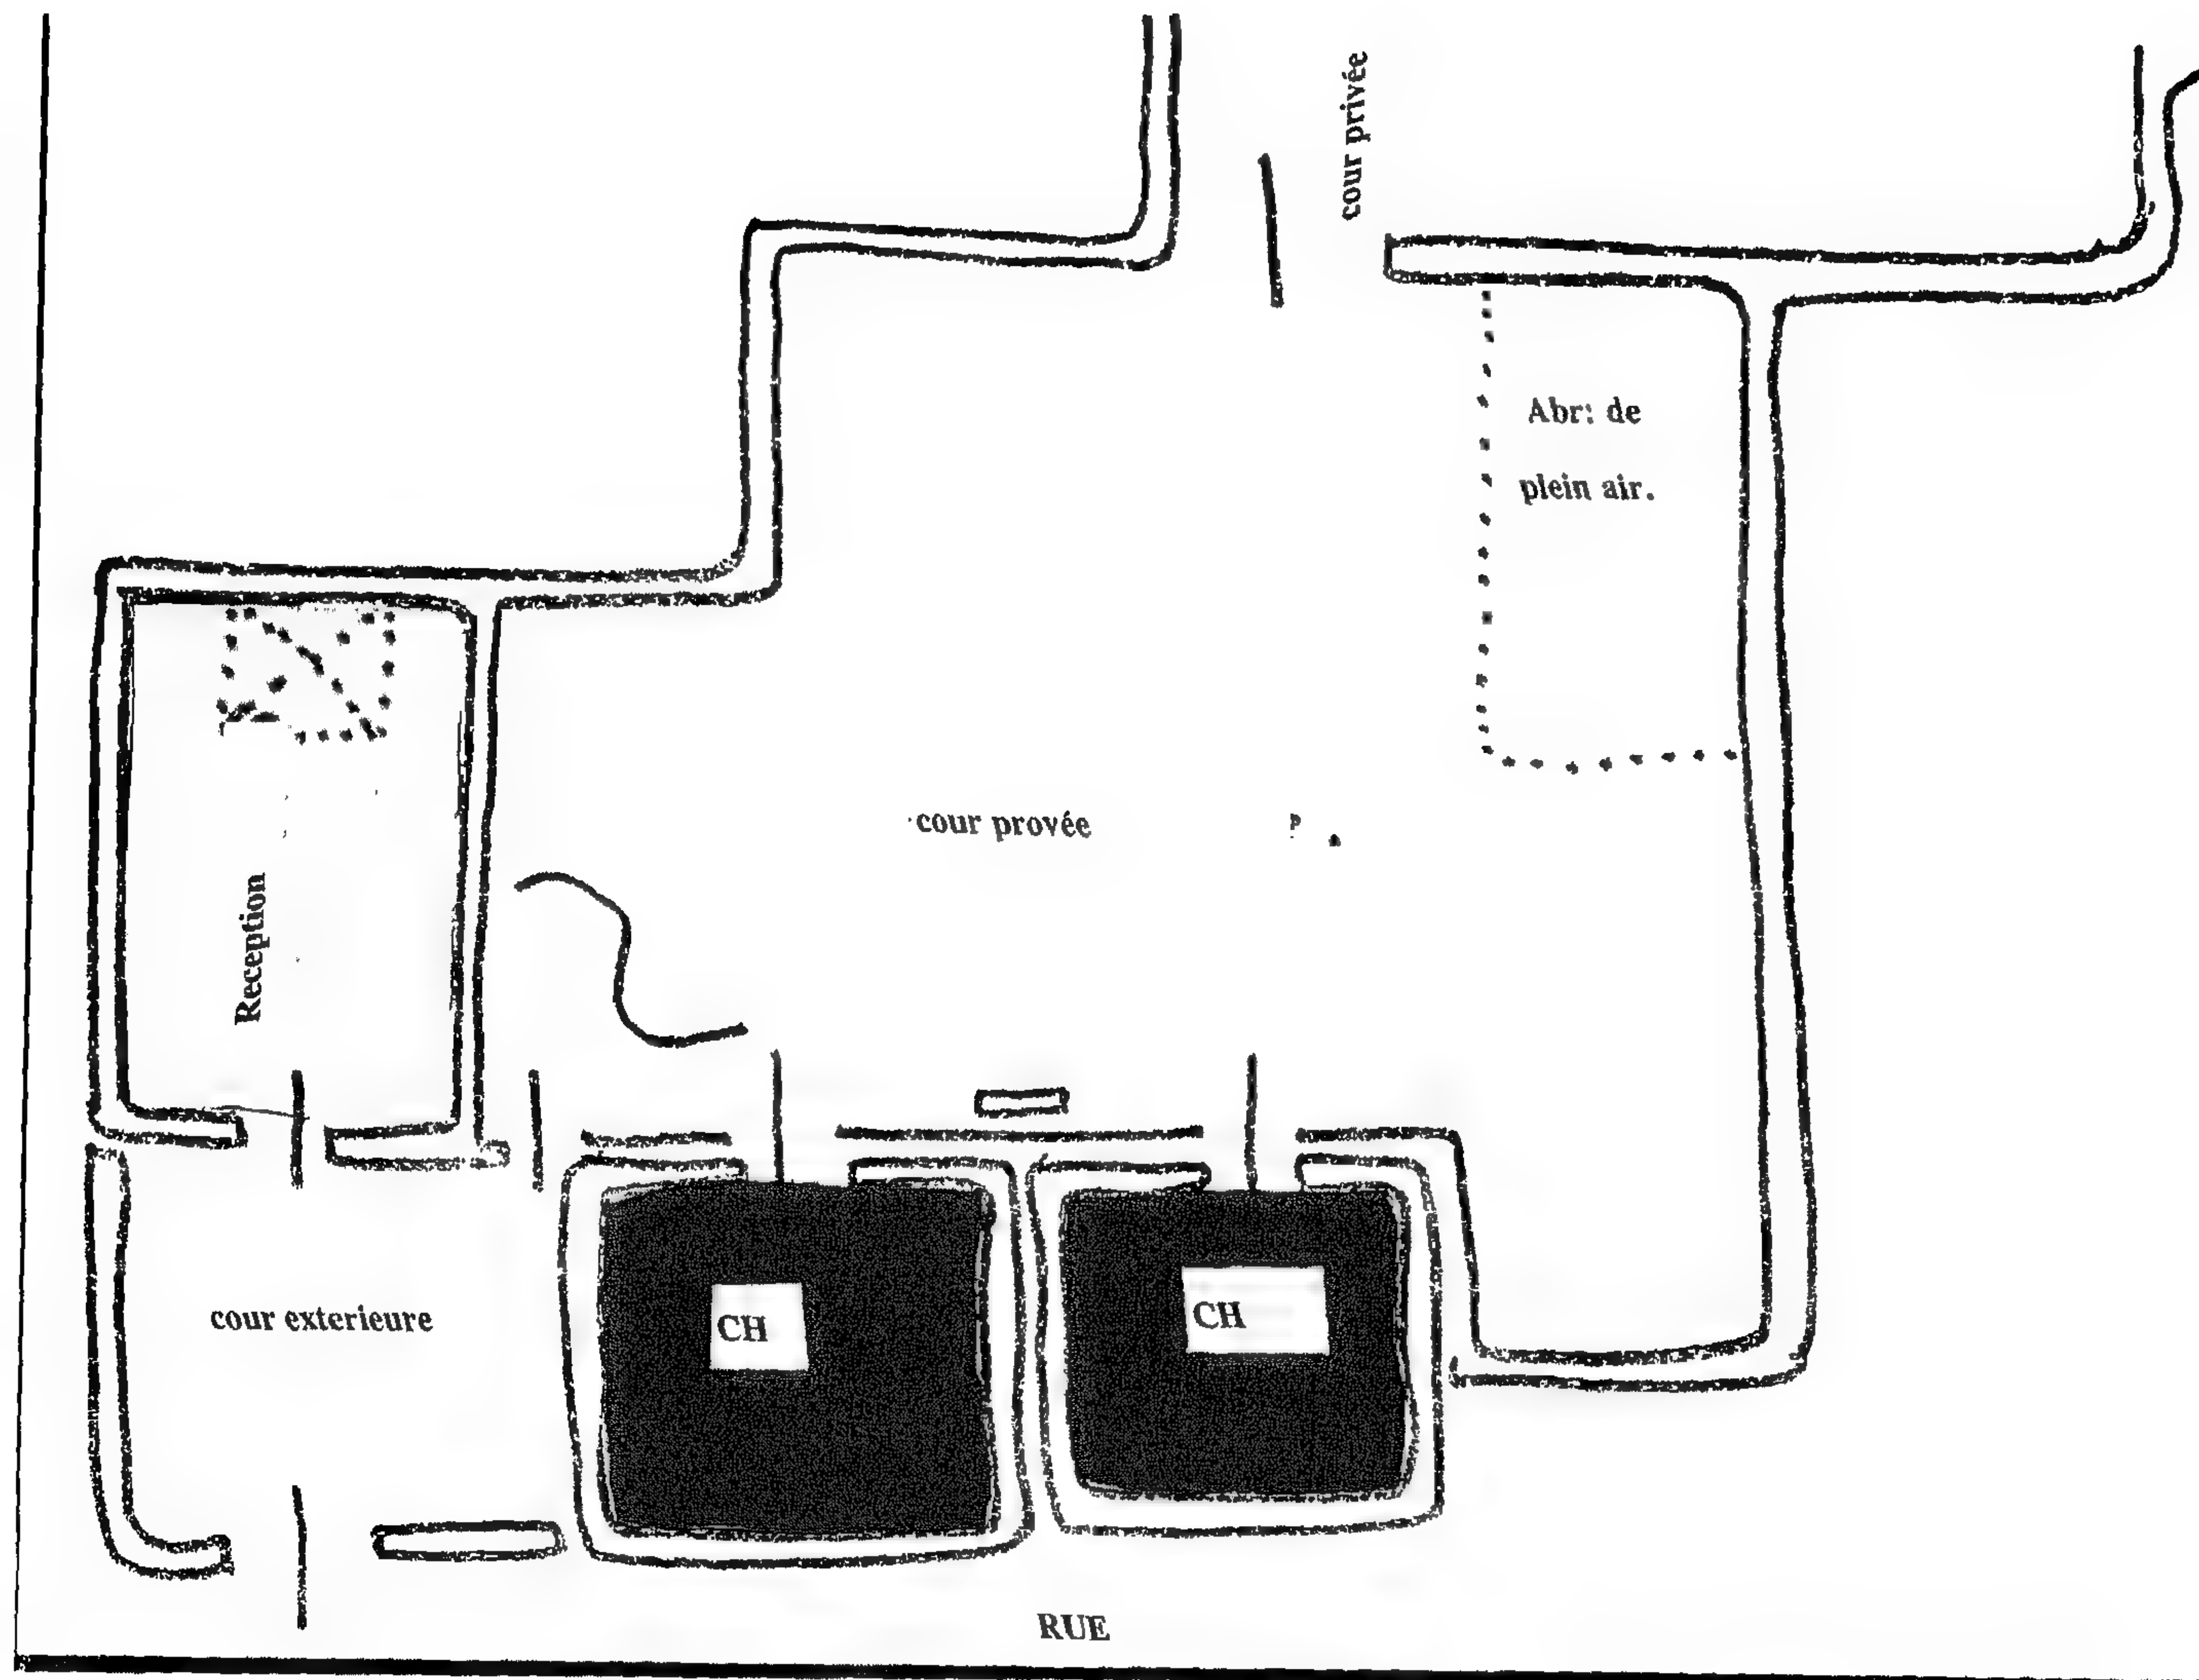 cour privée
Abr: de
plein air.
cour provée
Reception
cour exterieure
CH
CH
RUE